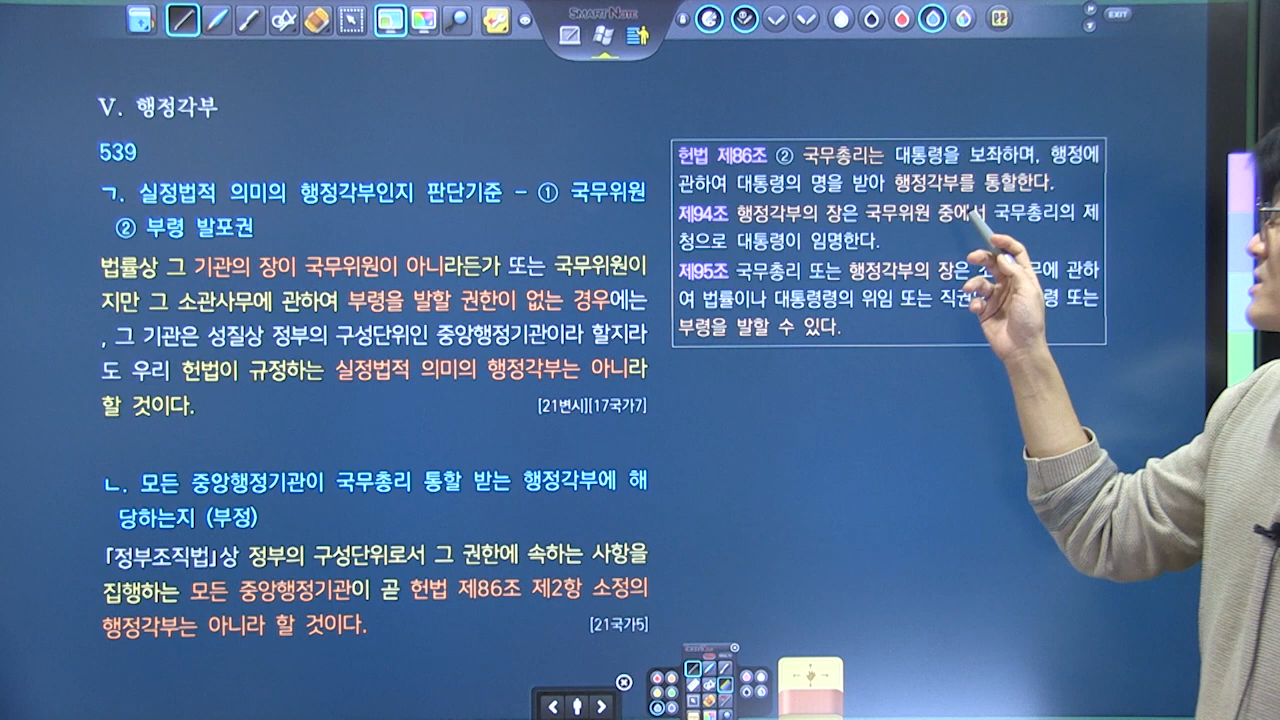 SMARTNOTE
EXIT
V. 행정각부
539
ㄱ. 실정법적 의미의 행정각부인지 판단기준 - ① 국무위원
② 부령 발포권
법률상 그 기관의 장이 국무위원이 아니라든가 또는 국무위원이
지만 그 소관사무에 관하여 부령을 발할 권한이 없는 경우에는
, 그 기관은 성질상 정부의 구성단위인 중앙행정기관이라 할지라
도 우리 헌법이 규정하는 실정법적 의미의 행정각부는 아니라
할 것이다.
[21변시][17국가7]
ㄴ. 모든 중앙행정기관이 국무총리 통할 받는 행정각부에 해
당하는지 (부정)
「정부조직법」상 정부의 구성단위로서 그 권한에 속하는 사항을
집행하는 모든 중앙행정기관이 곧 헌법 제86조 제2항 소정의
행정각부는 아니라 할 것이다.
[21국가5]
헌법 제86조 ② 국무총리는 대통령을 보좌하며, 행정에
관하여 대통령의 명을 받아 행정각부를 통할한다.
제94조 행정각부의 장은 국무위원 중에서 국무총리의 제
청으로 대통령이 임명한다.
제95조 국무총리 또는 행정각부의 장은 관하
여 법률이나 대통령령의 위임 또는 또는
부령을 발할 수 있다.